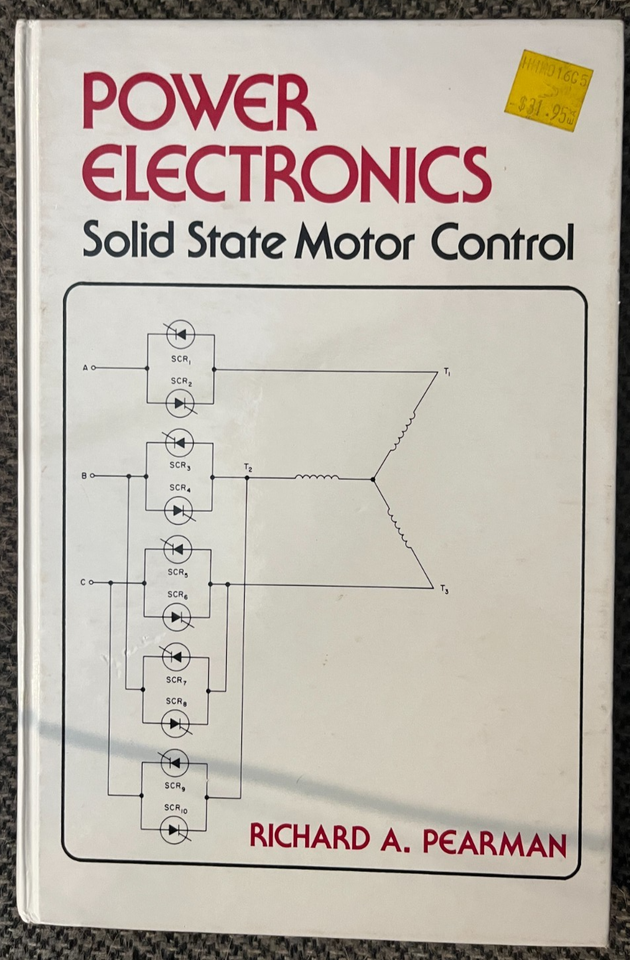 HMR016G5
$31.95
POWER
ELECTRONICS
Solid State Motor Control
SCR₁
A
T₁
SCR₂
SCR₃
T₂
B
SCR₄
SCR₅
C
T₃
SCR₆
SCR₇
SCR₈
SCR₉
SCR₁₀
RICHARD A. PEARMAN